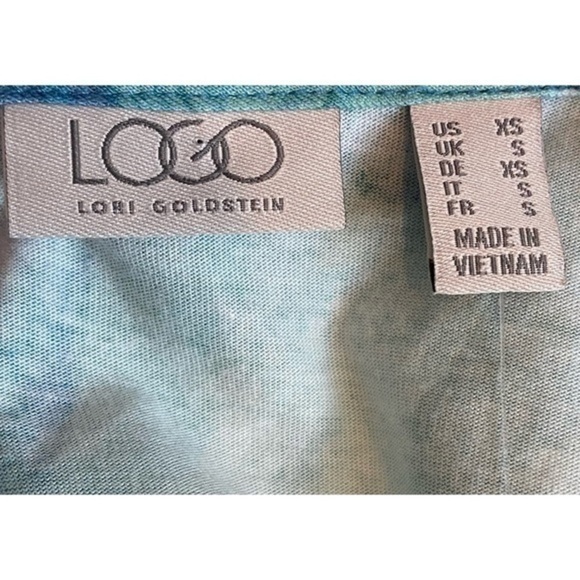 LOGO
LORI GOLDSTEIN
US XS
UK S
DE XS
IT S
FR S
MADE IN
VIETNAM